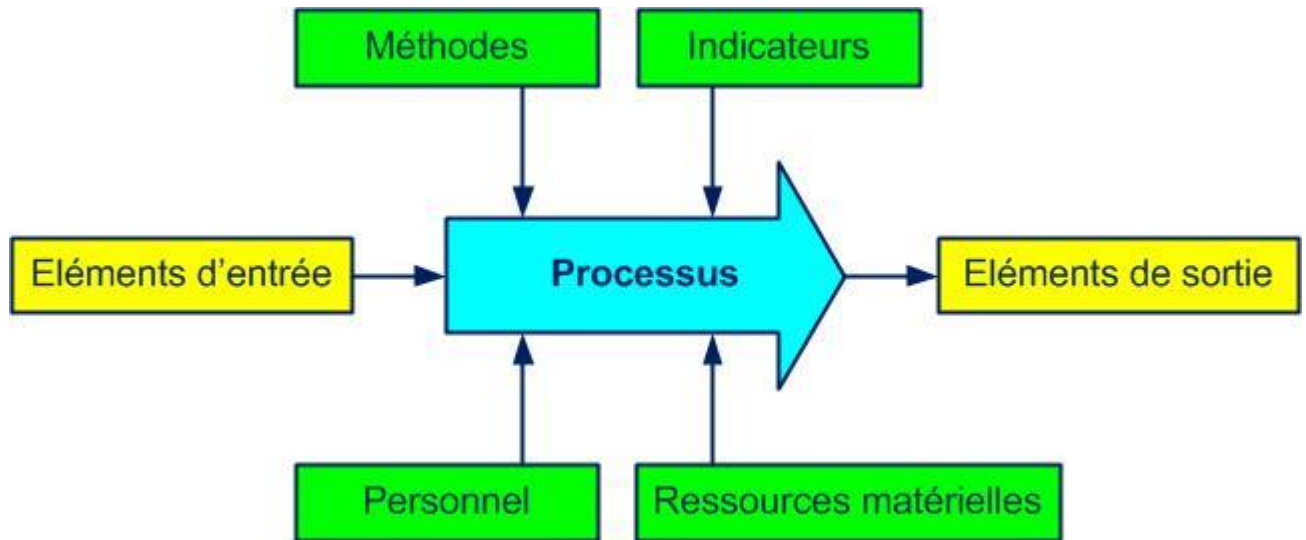 Méthodes
Indicateurs
Eléments d'entrée
Processus
Eléments de sortie
Personnel
Ressources matérielles